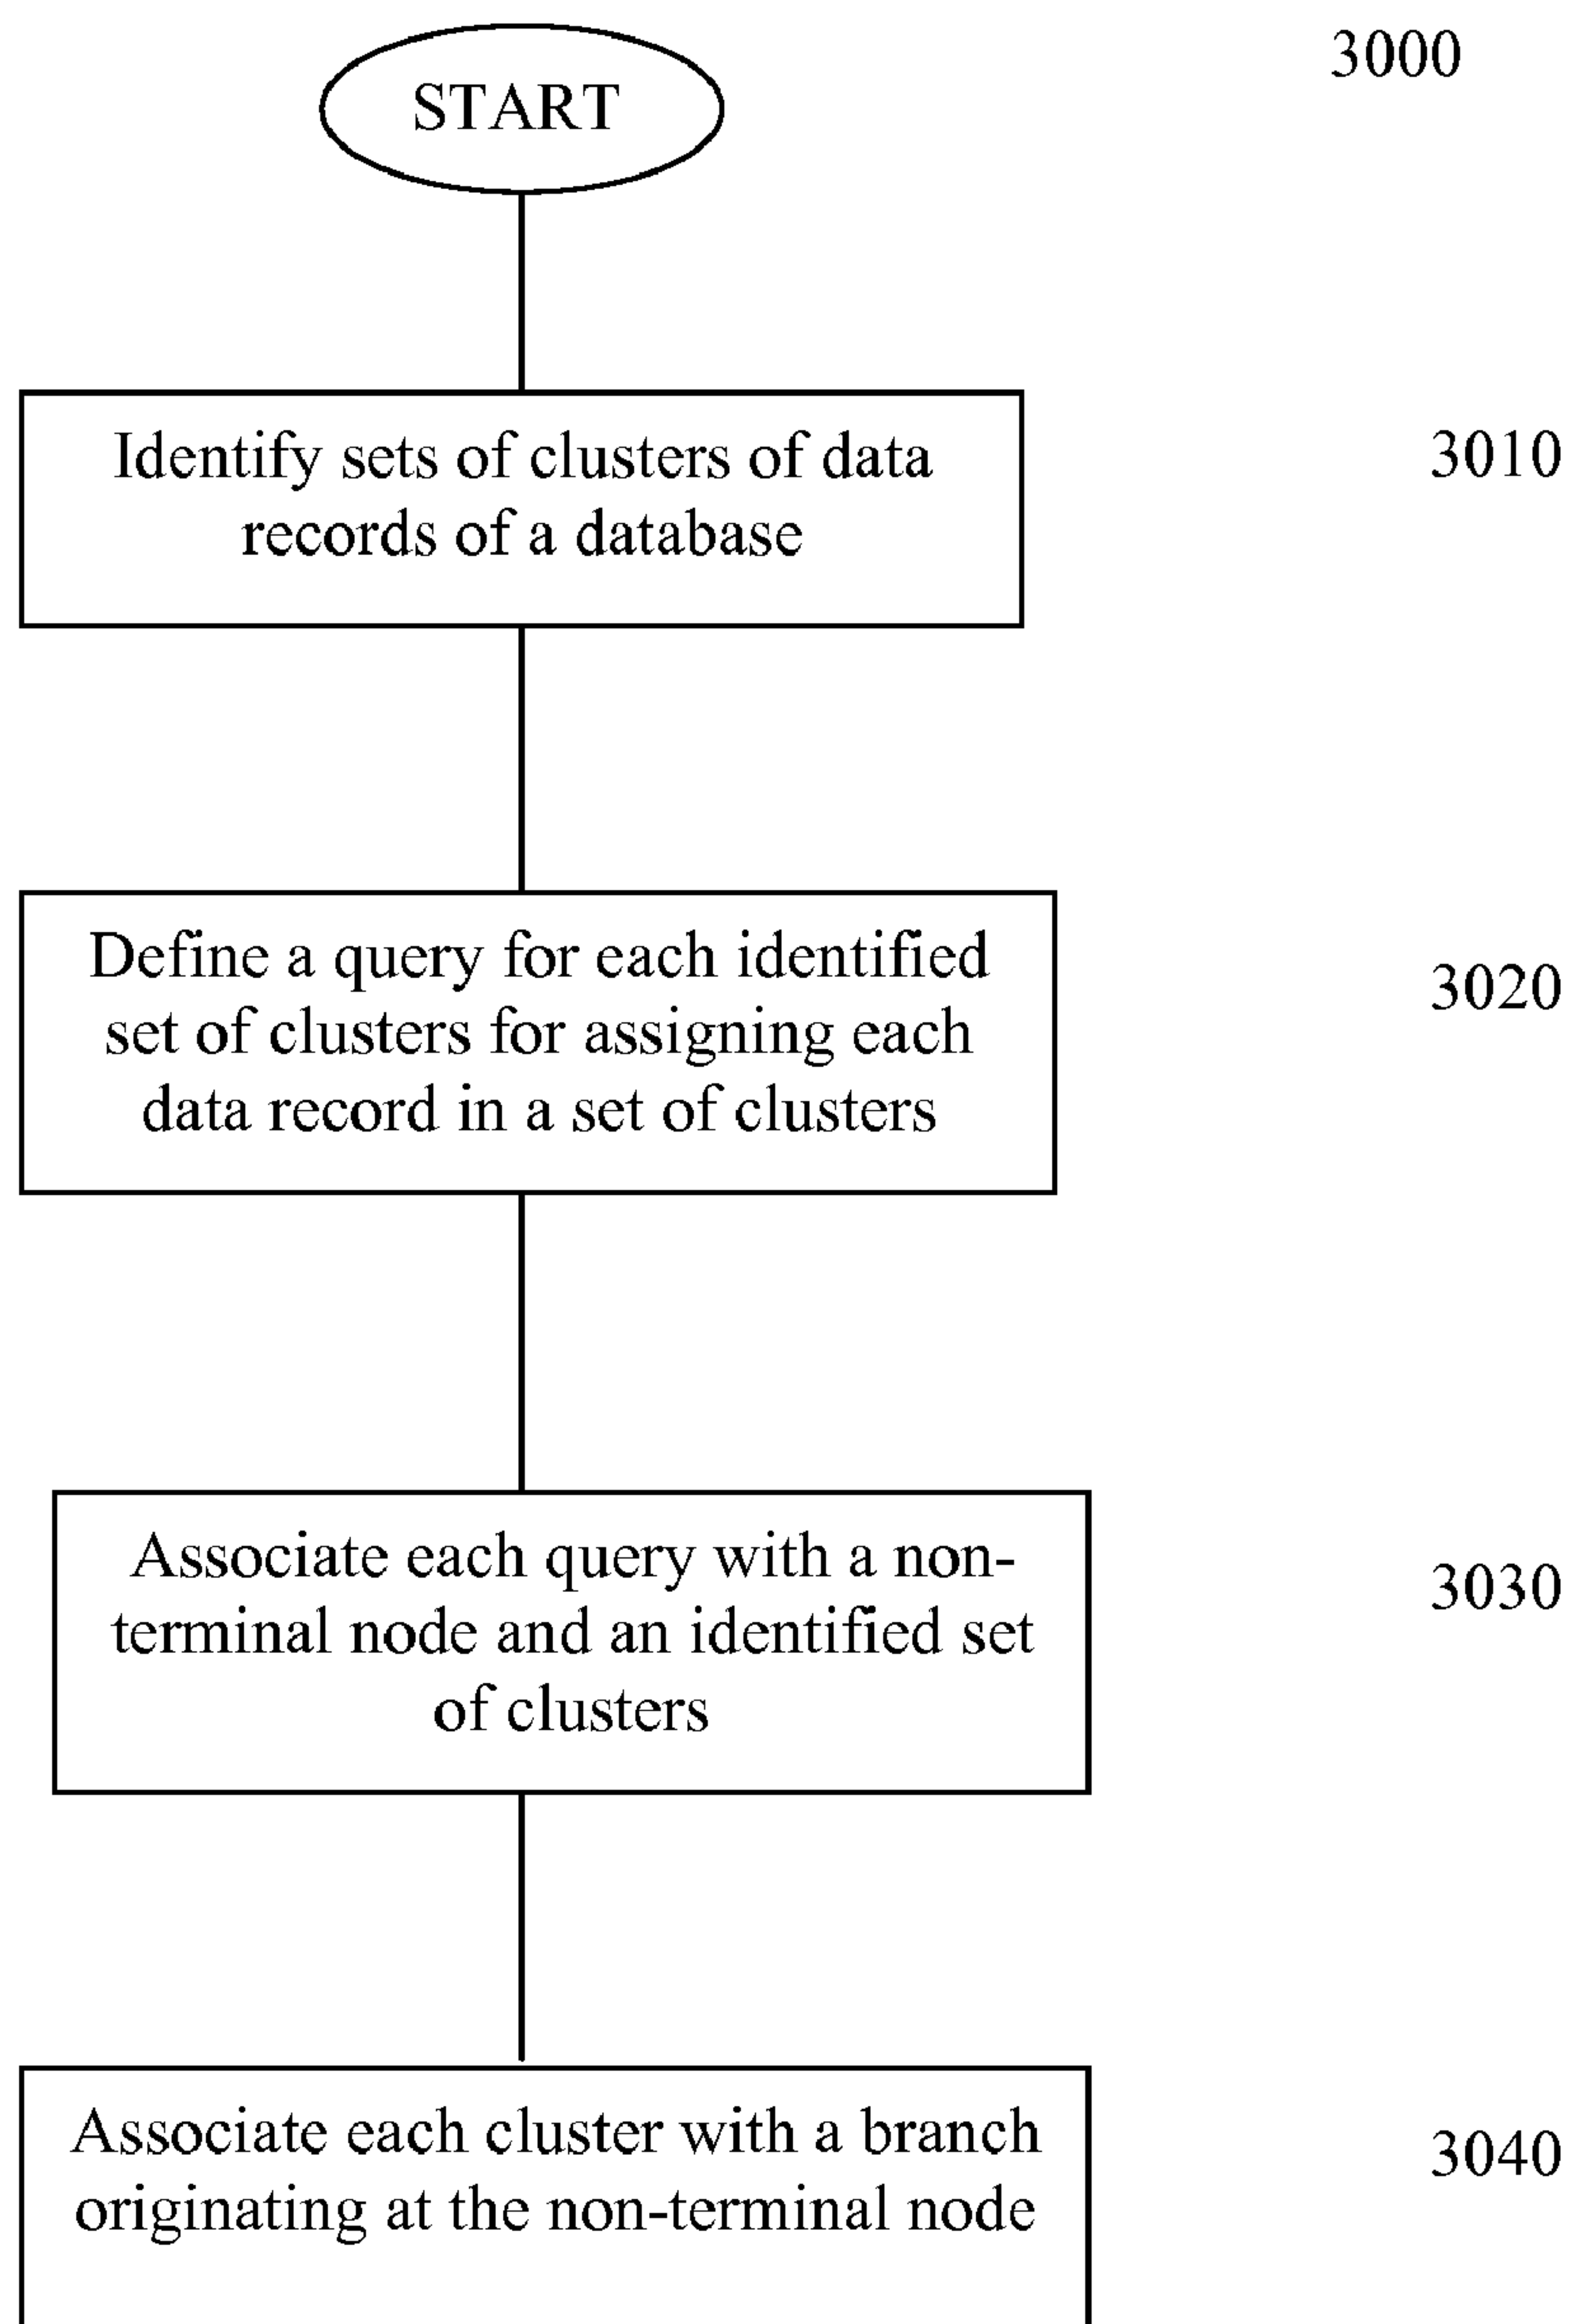 START
3000
Identify sets of clusters of data
records of a database
3010
Define a query for each identified
set of clusters for assigning each
data record in a set of clusters
3020
Associate each query with a non-
terminal node and an identified set
of clusters
3030
Associate each cluster with a branch
originating at the non-terminal node
3040